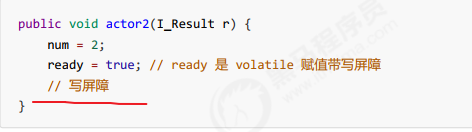 public void actor2(I_Result r) {
    num = 2;
    ready = true; // ready 是 volatile 赋值带写屏障
    // 写屏障
}